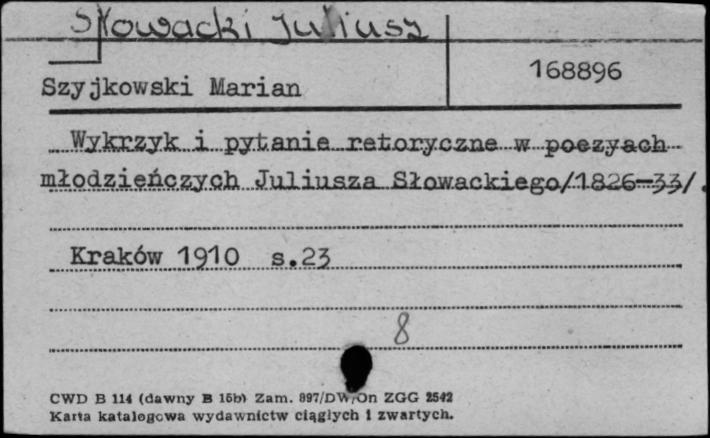 Słowacki Juliusz
Szyjkowski Marian
168896
Wykrzyk i pytanie retoryczne w poezyach
młodzieńczych Juliusza Słowackiego/1826-33/.
Kraków 1910 s.23
8
CWD B 114 (dawny B 15b) Zam. 897/DW/On ZGG 2542
Karta katalogowa wydawnictw ciągłych i zwartych.